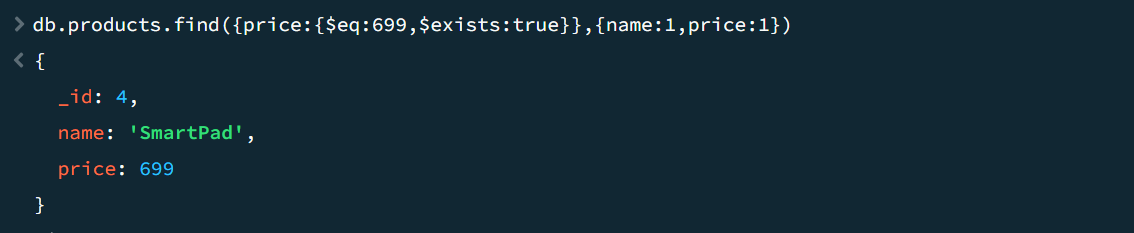 > db.products.find({price:{$eq:699,$exists:true}},{name:1,price:1})
< {
_id: 4,
name: 'SmartPad',
price: 699
}